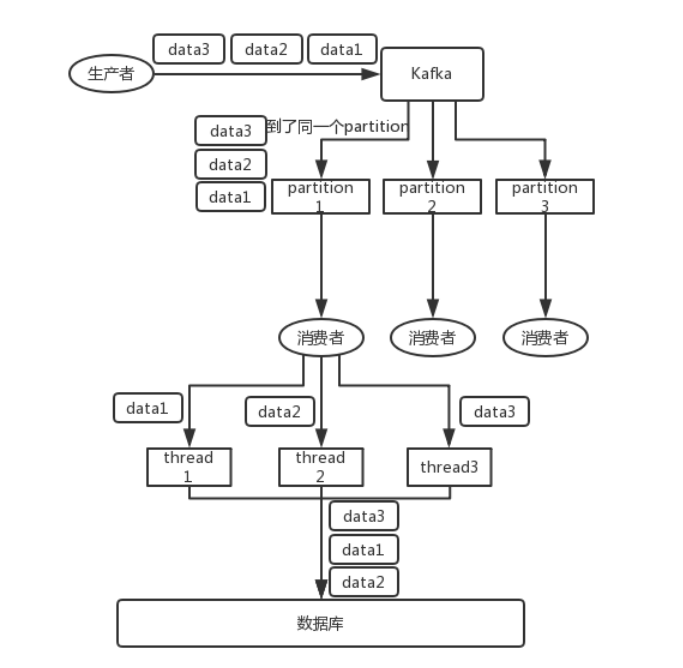 data3
data2
data1
生产者
Kafka
到了同一个partition
data3
data2
data1
partition
1
partition
2
partition
3
消费者
消费者
消费者
data1
data2
data3
thread
1
thread
2
thread3
data3
data1
data2
数据库